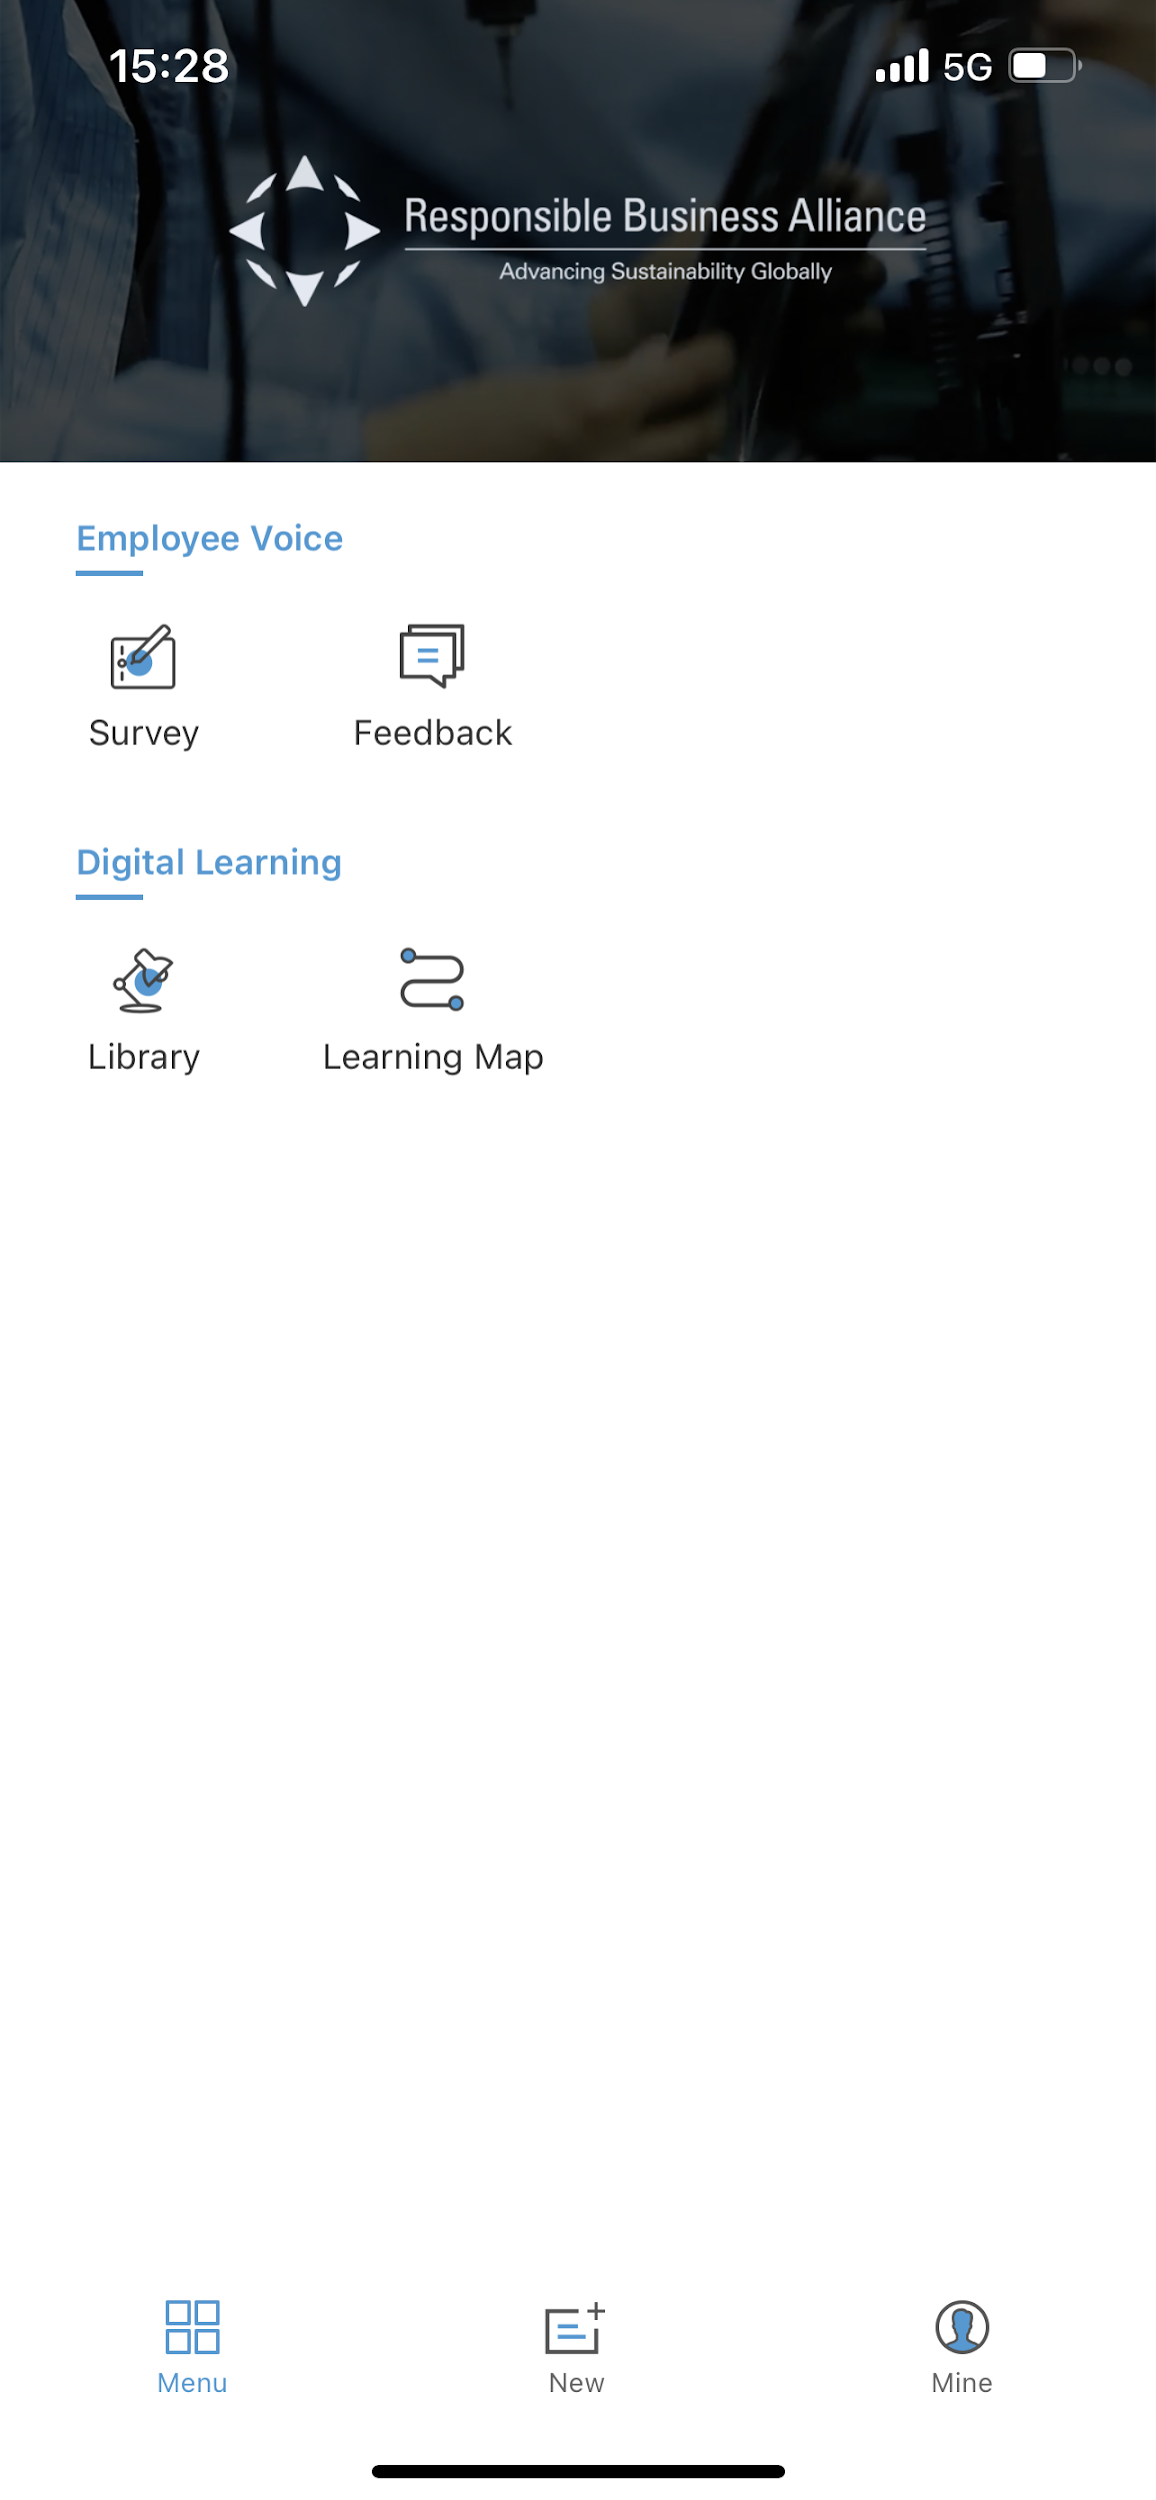 15:28
5G
Responsible Business Alliance
Advancing Sustainability Globally
Employee Voice
Survey
Feedback
Digital Learning
Library
Learning Map
Menu
New
Mine